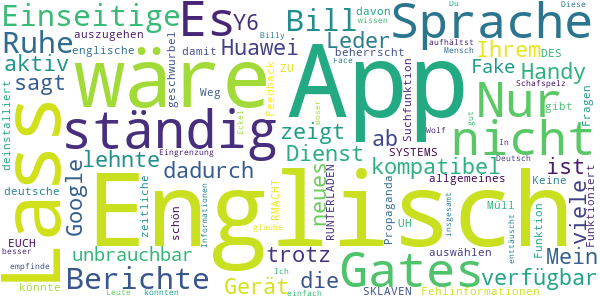 Einseitige
Es
Y6
Bill
davon
wissen
Sprache
Du
Diese
Ruhe
auszugehen
englische
geschwurbel
damit
Huawei
Billy
Leder
beherrscht
aufhältst
Mensch
Ihrem
DES
aktiv
sagt
wäre
Weg
Feedback
zu
App
Face
Fake
Handy
Suchfunktion
Wolf
gut
Schafspelz
gibt
Fragen
deinstalliert
lass
ständig
Eckel
zeigt
ab
Nur
nicht
lehnte
Eingrenzung
Dienst
SYSTEMS
In
Deutsch
dadurch
kompatibel
ist
viele
Funktioniert
Google
deutsche
zeitliche
Informationen
Englisch
neues
RUNTERLADEN
böser
Propaganda
allgemeines
Keine
EUCH
schön
RMACHT
trotz
UH
auswählen
insgesamt
Müll
Funktion
enttäuscht
Mein
besser
empfinde
unbrauchbar
glaube
die
Gates
verfügbar
könnte
Berichte
Ich
Gerät
SKLAVEN
Fehlinformationen
Leute
könnten
einfach